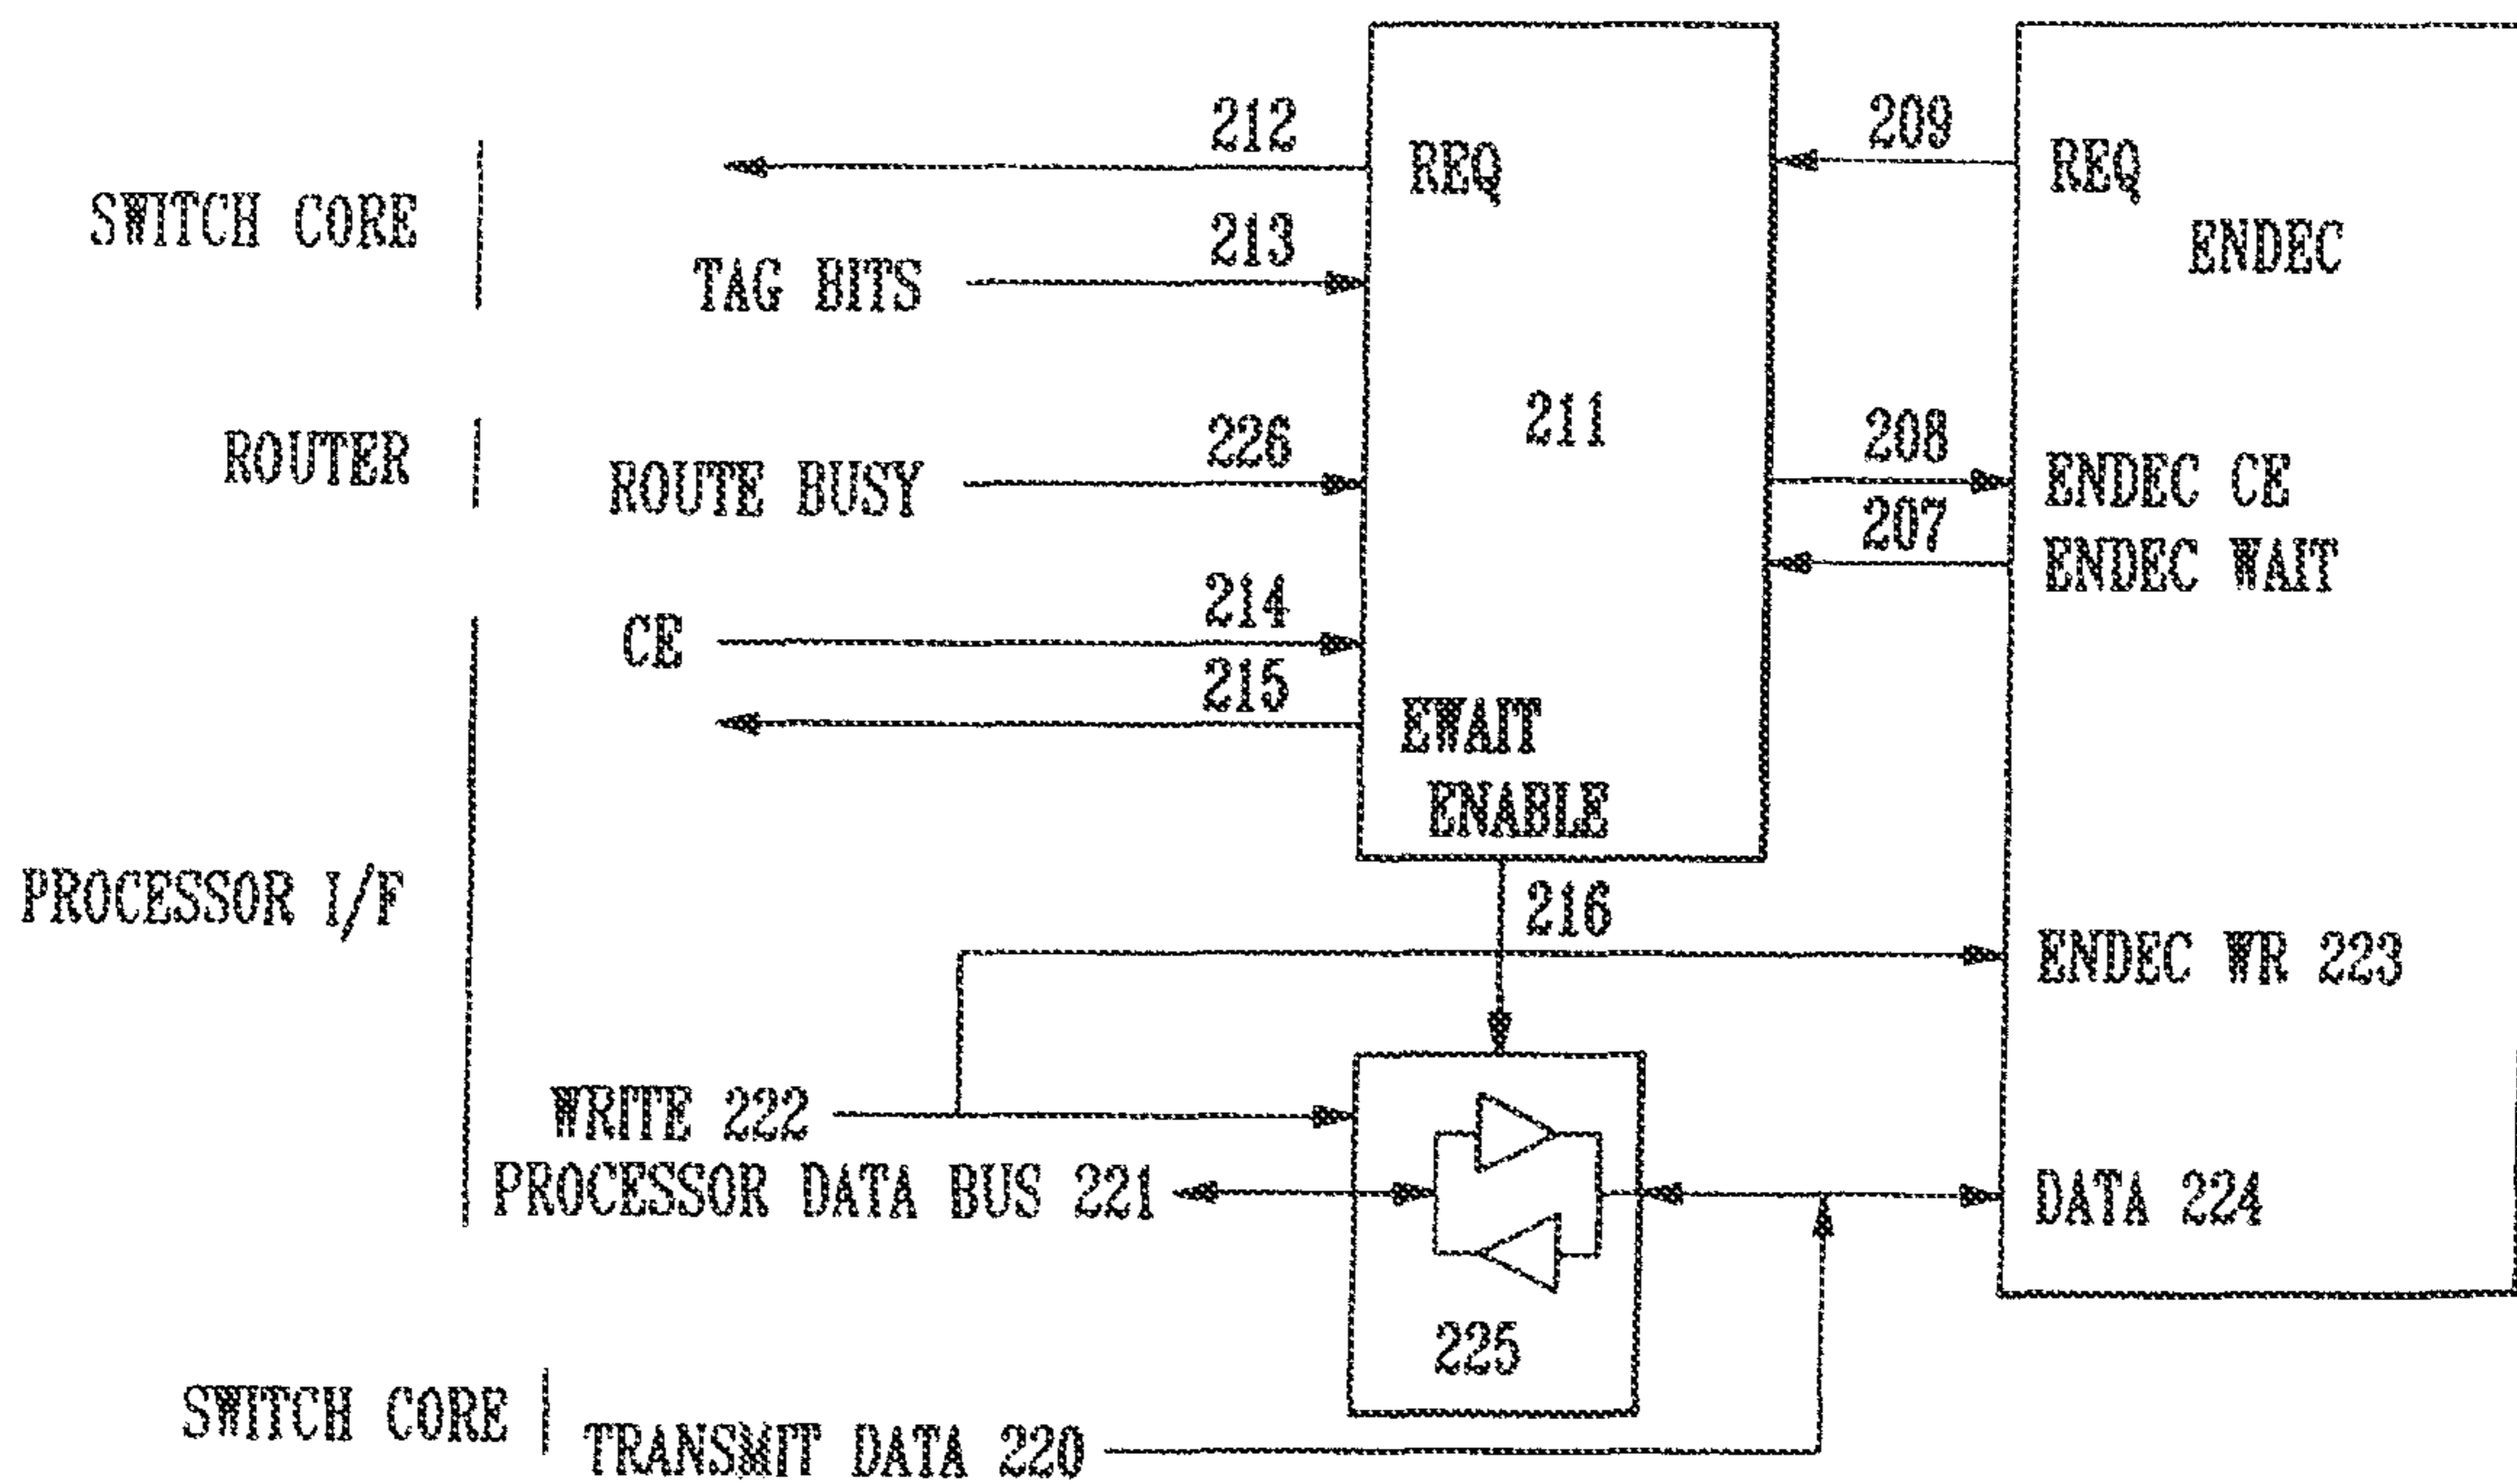 212
209
REQ
REQ
SWITCH CORE
213
ENDEC
TAG BITS
211
226
208
ROUTER
ROUTE BUSY
ENDEC CE
207
ENDEC WAIT
214
CE
215
EWAIT
ENABLE
PROCESSOR I/F
216
ENDEC WR 223
WRITE 222
PROCESSOR DATA BUS 221
DATA 224
225
SWITCH CORE
TRANSMIT DATA 220